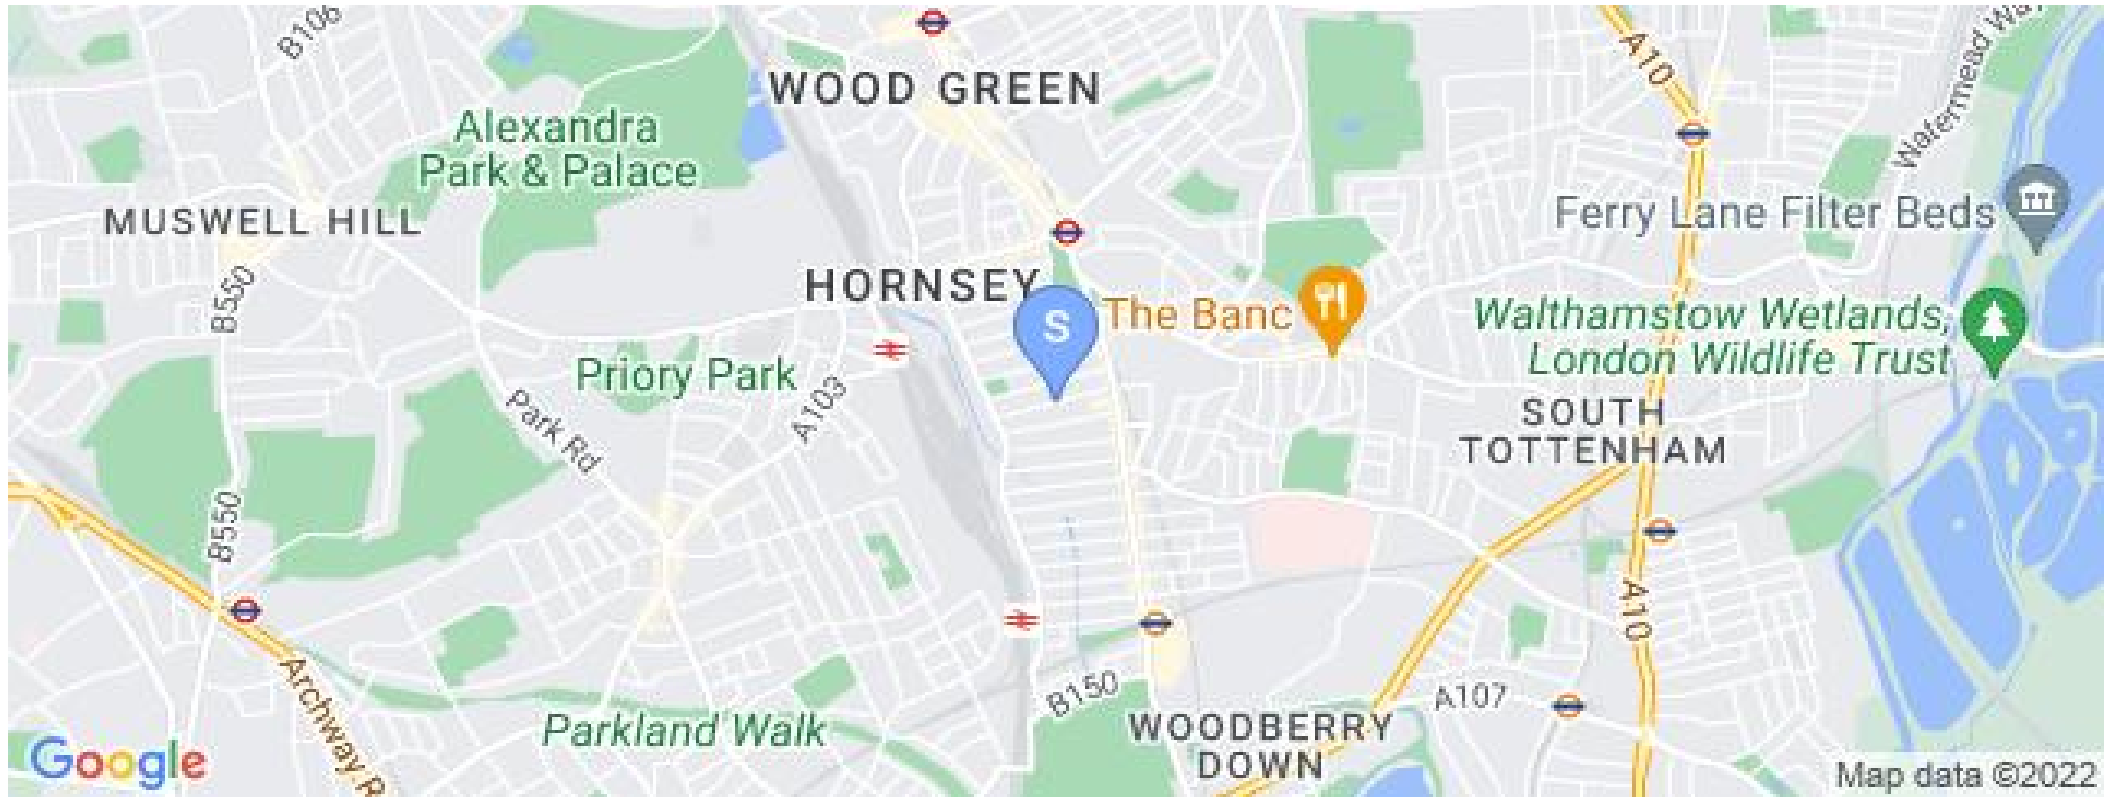 B106
WOOD GREEN
A10
Alexandra
Park & Palace
MUSWELL HILL
Ferry Lane Filter Beds
B550
HORNSEY
S
The Banc
Walthamstow Wetlands,
London Wildlife Trust
Priory Park
A103
Park Rd
SOUTH
TOTTENHAM
B550
A10
Archway R
B150
A107
Parkland Walk
WOODBERRY
DOWN
Google
Map data ©2022